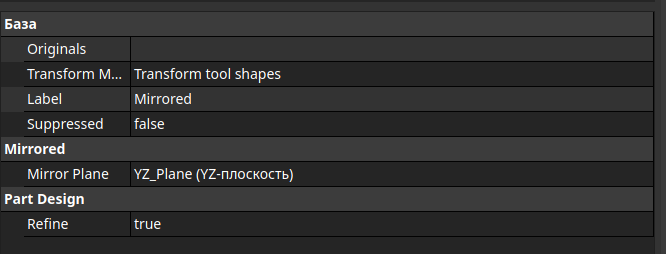 База
Originals
Transform M... Transform tool shapes
Label Mirrored
Suppressed false
Mirrored
Mirror Plane YZ_Plane (YZ-плоскость)
Part Design
Refine true